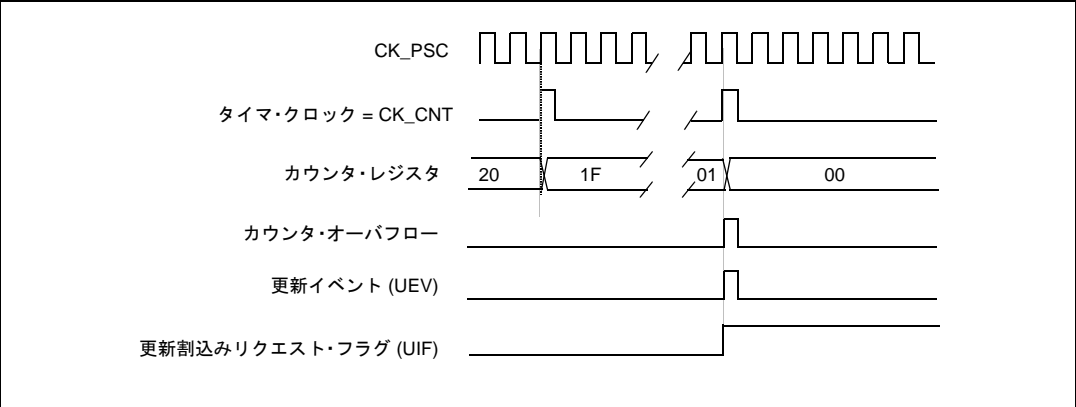 CK_PSC
タイマ・クロック = CK_CNT
カウンタ・レジスタ 20 1F 01 00
カウンタ・オーバフロー
更新イベント (UEV)
更新割込みリクエスト・フラグ (UIF)